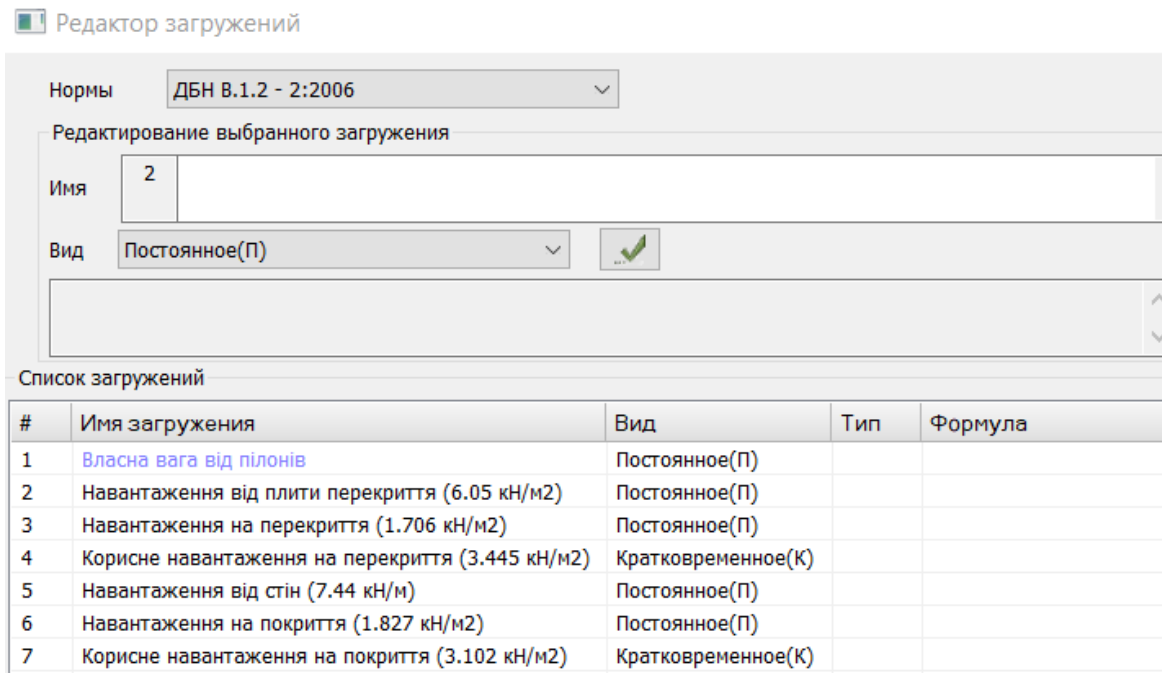 Редактор загружений
Нормы ДБН В.1.2 - 2:2006
Редактирование выбранного загружения
Имя 2
Вид Постоянное(П)
Список загружений
# Имя загружения Вид Тип Формула
1 Власна вага від пілонів Постоянное(П)
2 Навантаження від плити перекриття (6.05 кН/м2) Постоянное(П)
3 Навантаження на перекриття (1.706 кН/м2) Постоянное(П)
4 Корисне навантаження на перекриття (3.445 кН/м2) Кратковременное(К)
5 Навантаження від стін (7.44 кН/м) Постоянное(П)
6 Навантаження на покриття (1.827 кН/м2) Постоянное(П)
7 Корисне навантаження на покриття (3.102 кН/м2) Кратковременное(К)